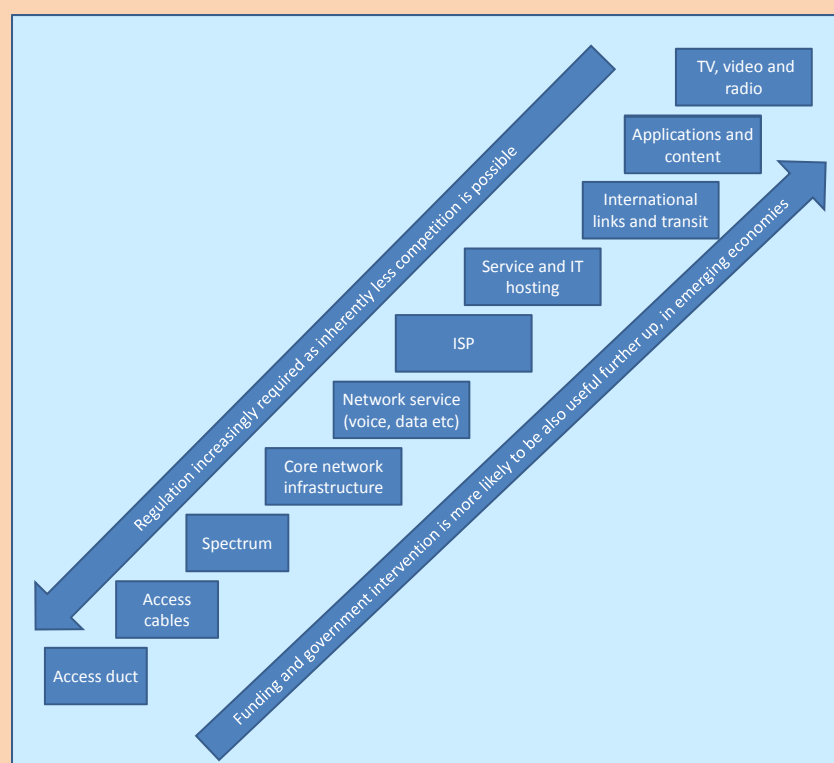 TV, video and
radio
Applications and
content
International
links and transit
Service and IT
hosting
ISP
Network service
(voice, data etc)
Core network
infrastructure
Spectrum
Access
cables
Access duct
Regulation increasingly required as inherently less competition is possible
Funding and government intervention is more likely to be also useful further up, in emerging economies